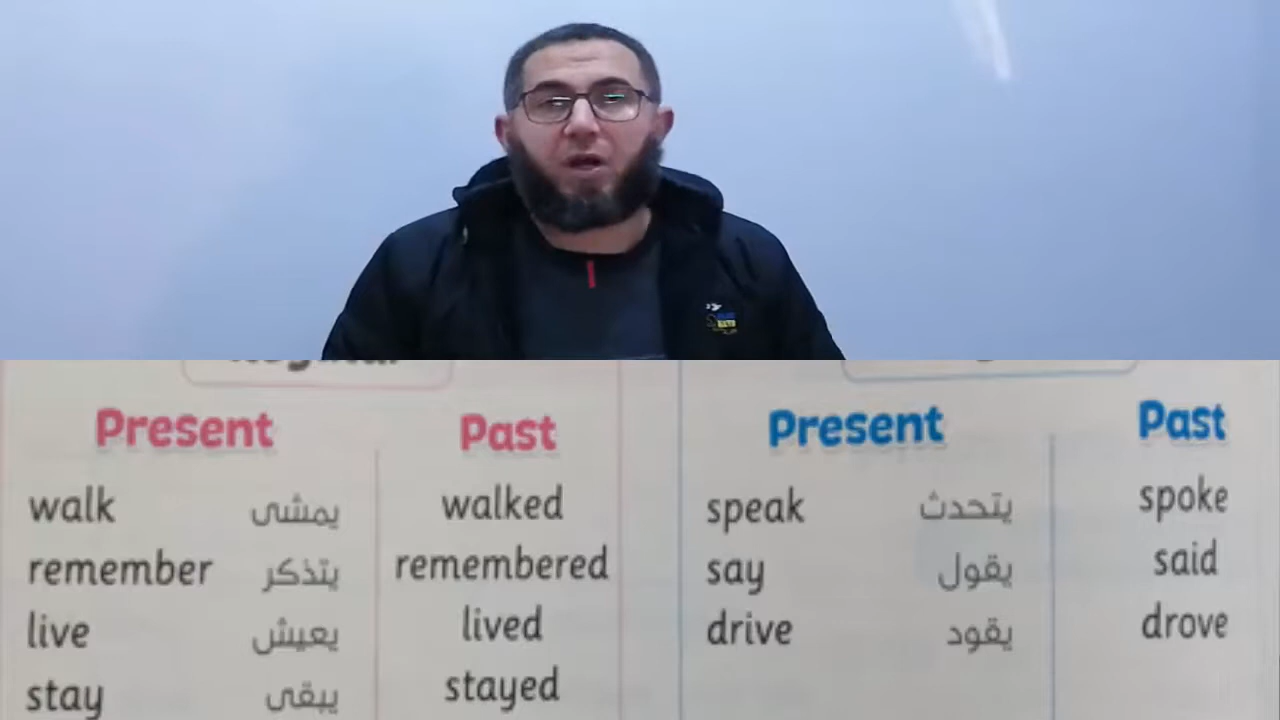 Present Past
walk يمشى walked
remember يتذكر remembered
live يعيش lived
stay يبقى stayed
Present Past
speak يتحدث spoke
say يقول said
drive يقود drove